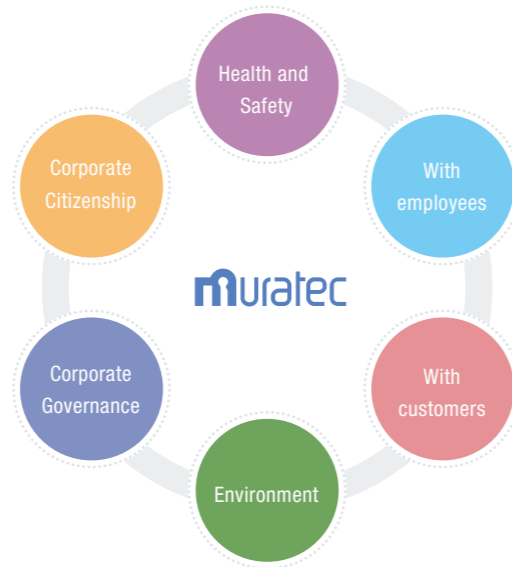 Health and
Safety
With
employees
With
customers
Environment
Corporate
Governance
Corporate
Citizenship
muratec